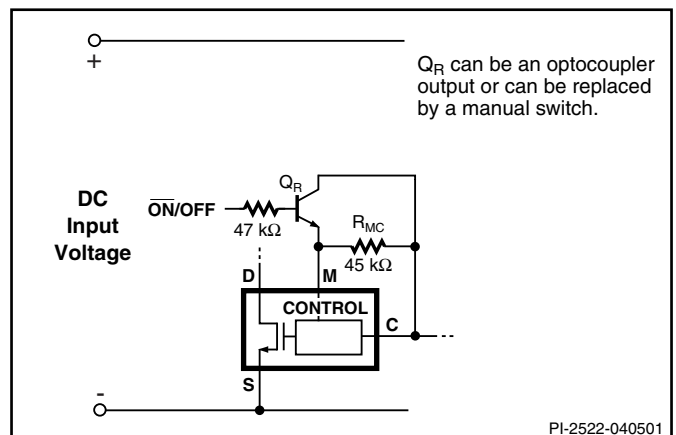 +
Q_R can be an optocoupler
output or can be replaced
by a manual switch.
Q_R
DC
Input
Voltage
ON/OFF
47 kΩ
R_MC
45 kΩ
D
M
CONTROL
C
S
-
PI-2522-040501